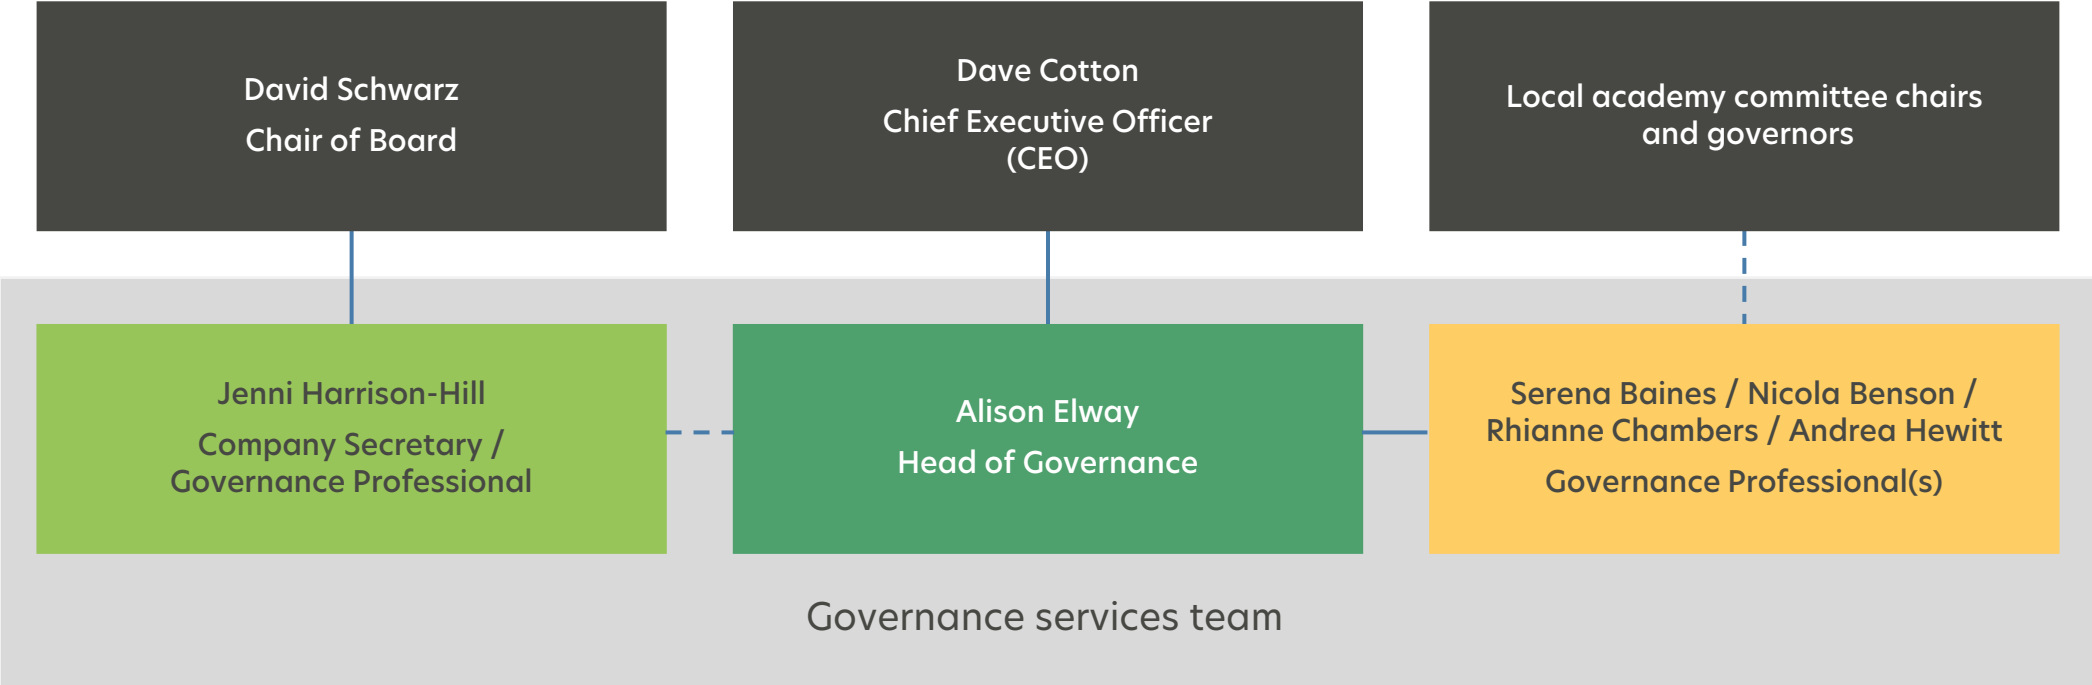 David Schwarz
Chair of Board
Dave Cotton
Chief Executive Officer
(CEO)
Local academy committee chairs
and governors
Jenni Harrison-Hill
Company Secretary /
Governance Professional
Alison Elway
Head of Governance
Serena Baines / Nicola Benson /
Rhianne Chambers / Andrea Hewitt
Governance Professional(s)
Governance services team